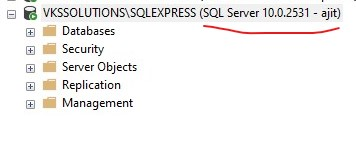 VKSSOLUTIONS\SQLEXPRESS (SQL Server 10.0.2531 - ajit)
Databases
Security
Server Objects
Replication
Management